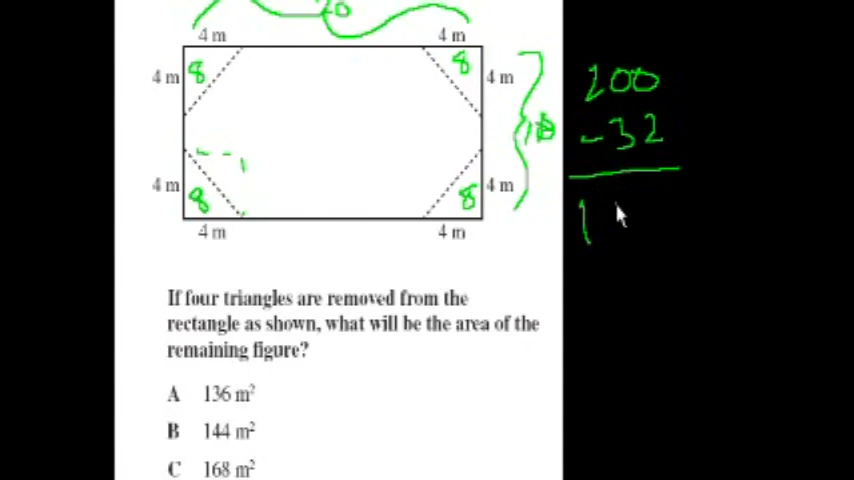 20
4 m 4 m
4 m 8 8 4 m
200
10
- 32
4 m 8 8 4 m
4 m 4 m
1
If four triangles are removed from the
rectangle as shown, what will be the area of the
remaining figure?
A 136 m²
B 144 m²
C 168 m²